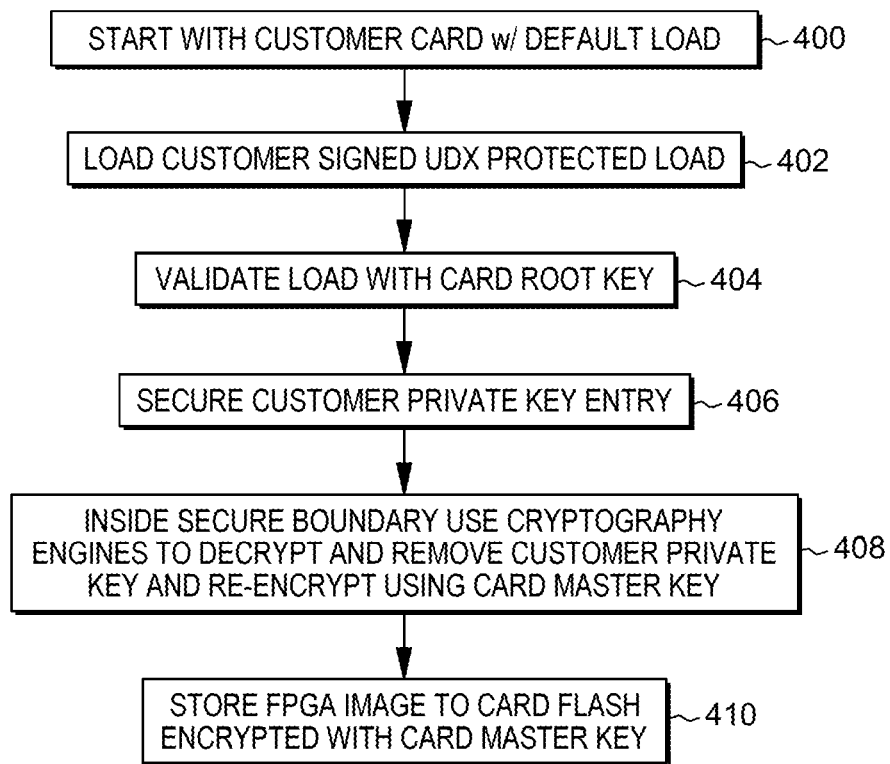 START WITH CUSTOMER CARD w/ DEFAULT LOAD
400
LOAD CUSTOMER SIGNED UDX PROTECTED LOAD
402
VALIDATE LOAD WITH CARD ROOT KEY
404
SECURE CUSTOMER PRIVATE KEY ENTRY
406
INSIDE SECURE BOUNDARY USE CRYPTOGRAPHY
ENGINES TO DECRYPT AND REMOVE CUSTOMER PRIVATE
KEY AND RE-ENCRYPT USING CARD MASTER KEY
408
STORE FPGA IMAGE TO CARD FLASH
ENCRYPTED WITH CARD MASTER KEY
410